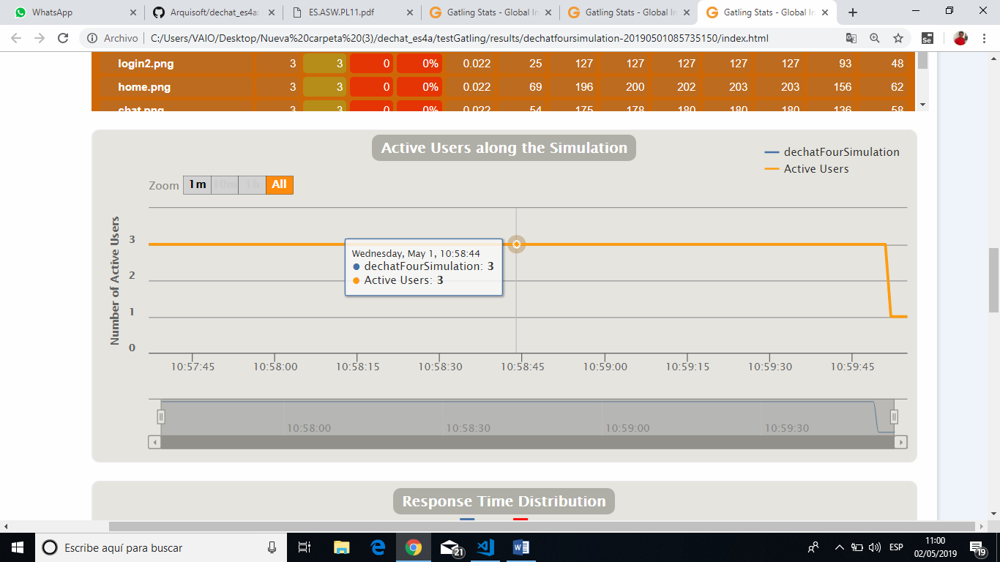 WhatsApp
Arquisoft/dechat_es4a:
ES.ASW.PL11.pdf
Gatling Stats - Global In
Gatling Stats - Global In
Gatling Stats - Global In
Archivo
C:/Users/VAIO/Desktop/Nueva%20carpeta%20(3)/dechat_es4a/testGatling/results/dechatfoursimulation-20190501085735150/index.html
login2.png 3 3 0 0% 0.022 25 127 127 127 127 127 93 48
home.png 3 3 0 0% 0.022 69 196 200 202 203 203 156 62
chat.png 3 3 0 0% 0.022 54 175 178 180 180 180 136 58
Active Users along the Simulation
dechatFourSimulation
Active Users
Zoom 1m 10m 1h All
Number of Active Users
3
2
1
0
Wednesday, May 1, 10:58:44
dechatFourSimulation: 3
Active Users: 3
10:57:45 10:58:00 10:58:15 10:58:30 10:58:45 10:59:00 10:59:15 10:59:30 10:59:45
10:58:00 10:58:30 10:59:00 10:59:30
Response Time Distribution
Escribe aquí para buscar
21
ESP
11:00
02/05/2019
19